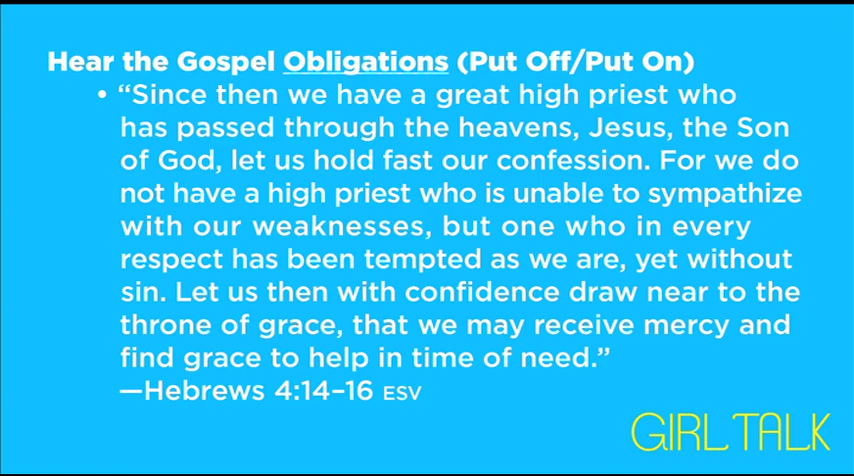 Hear the Gospel Obligations (Put Off/Put On)
• “Since then we have a great high priest who
has passed through the heavens, Jesus, the Son
of God, let us hold fast our confession. For we do
not have a high priest who is unable to sympathize
with our weaknesses, but one who in every
respect has been tempted as we are, yet without
sin. Let us then with confidence draw near to the
throne of grace, that we may receive mercy and
find grace to help in time of need.”
—Hebrews 4:14–16 ESV
GIRL TALK